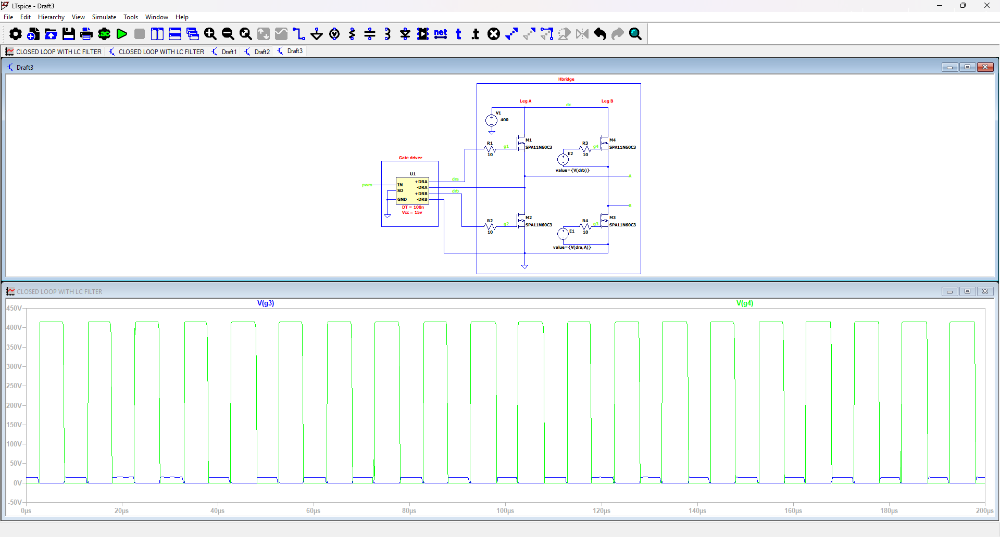 LTspice - Draft3
File Edit Hierarchy View Simulate Tools Window Help
.ac net t .t
CLOSED LOOP WITH LC FILTER CLOSED LOOP WITH LC FILTER Draft1 Draft2 Draft3
Draft3
Hbridge
Leg A Leg B
dc
V1
400
M1
SPA11N60C3
R1
10
g1
R3
10
g4
M4
SPA11N60C3
E2
value={V(drb)}
Gate driver
U1
pwm
IN
SD
GND
+DRA
-DRA
+DRB
-DRB
dra
drb
DT = 100n
Vcc = 15v
A
B
R2
10
g2
M2
SPA11N60C3
R4
10
g3
M3
SPA11N60C3
E1
value={V(dra,A)}
CLOSED LOOP WITH LC FILTER
V(g3) V(g4)
450V
400V
350V
300V
250V
200V
150V
100V
50V
0V
-50V
0µs 20µs 40µs 60µs 80µs 100µs 120µs 140µs 160µs 180µs 200µs